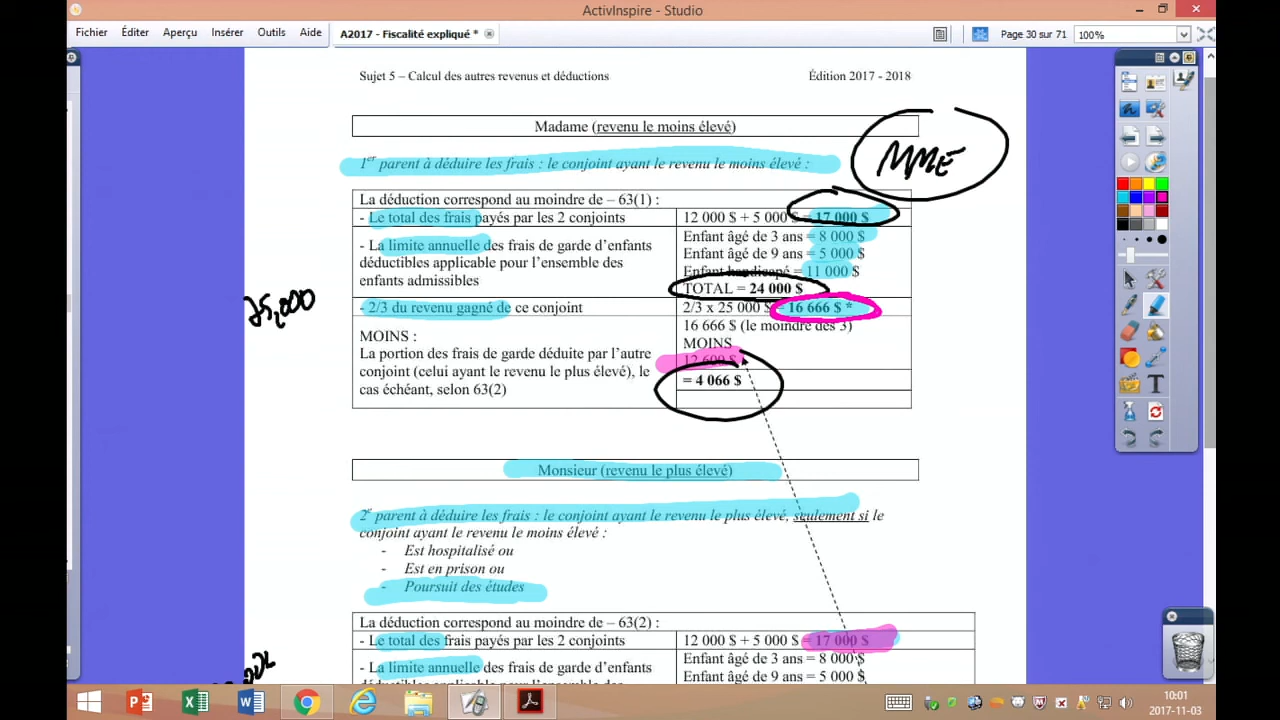 ActivInspire - Studio
Fichier Éditer Aperçu Insérer Outils Aide A2017 - Fiscalité expliqué * Page 30 sur 71 100%
Sujet 5 – Calcul des autres revenus et déductions Édition 2017 - 2018
Madame (revenu le moins élevé)
MME
1er parent à déduire les frais : le conjoint ayant le revenu le moins élevé :
La déduction correspond au moindre de – 63(1) :
- Le total des frais payés par les 2 conjoints 12 000 $ + 5 000 $ = 17 000 $
- La limite annuelle des frais de garde d’enfants déductibles applicable pour l’ensemble des enfants admissibles
Enfant âgé de 3 ans = 8 000 $
Enfant âgé de 9 ans = 5 000 $
Enfant handicapé = 11 000 $
TOTAL = 24 000 $
25,000
- 2/3 du revenu gagné de ce conjoint 2/3 x 25 000 $ 16 666 $ *
MOINS :
La portion des frais de garde déduite par l’autre
conjoint (celui ayant le revenu le plus élevé), le
cas échéant, selon 63(2)
16 666 $ (le moindre des 3)
MOINS
12 600 $
= 4 066 $
Monsieur (revenu le plus élevé)
2e parent à déduire les frais : le conjoint ayant le revenu le plus élevé, seulement si le
conjoint ayant le revenu le moins élevé :
- Est hospitalisé ou
- Est en prison ou
- Poursuit des études
La déduction correspond au moindre de – 63(2) :
- Le total des frais payés par les 2 conjoints 12 000 $ + 5 000 $ = 17 000 $
- La limite annuelle des frais de garde d’enfants
Enfant âgé de 3 ans = 8 000 $
Enfant âgé de 9 ans = 5 000 $
10:01
2017-11-03